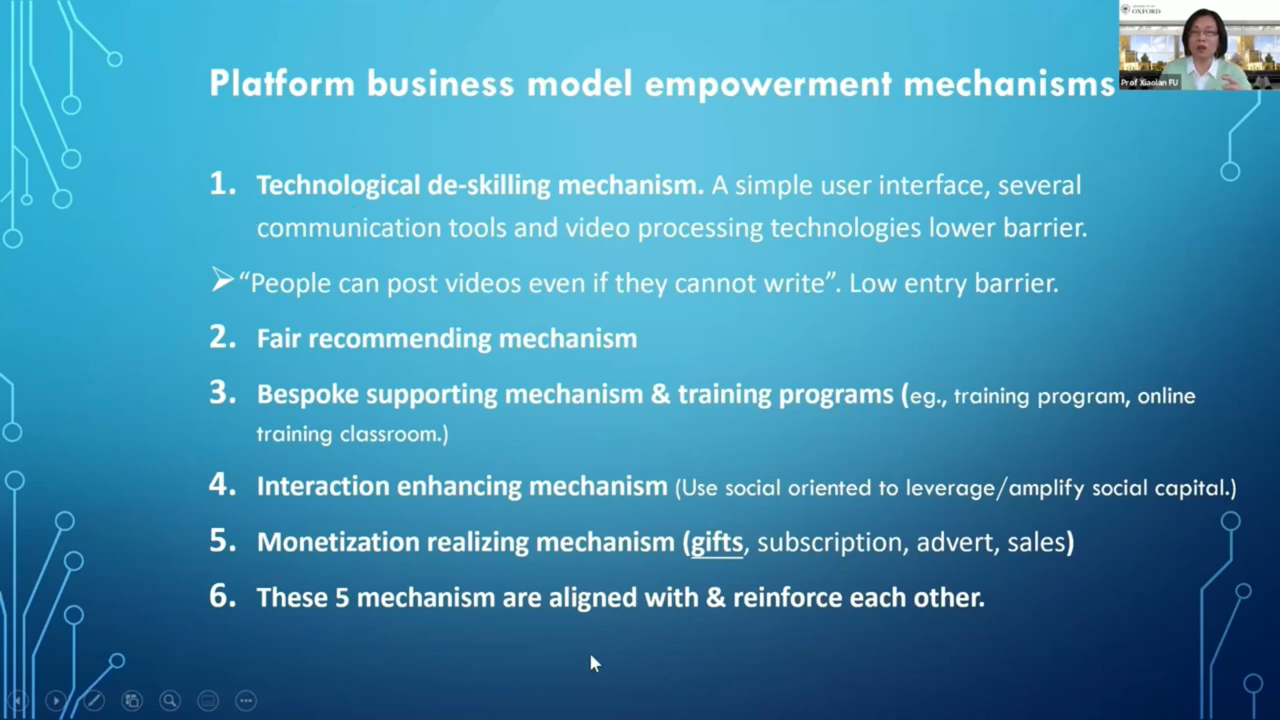 OXFORD
Prof Xiaolan FU
Platform business model empowerment mechanisms
1. Technological de-skilling mechanism. A simple user interface, several
communication tools and video processing technologies lower barrier.
“People can post videos even if they cannot write”. Low entry barrier.
2. Fair recommending mechanism
3. Bespoke supporting mechanism & training programs (eg., training program, online
training classroom.)
4. Interaction enhancing mechanism (Use social oriented to leverage/amplify social capital.)
5. Monetization realizing mechanism (gifts, subscription, advert, sales)
6. These 5 mechanism are aligned with & reinforce each other.